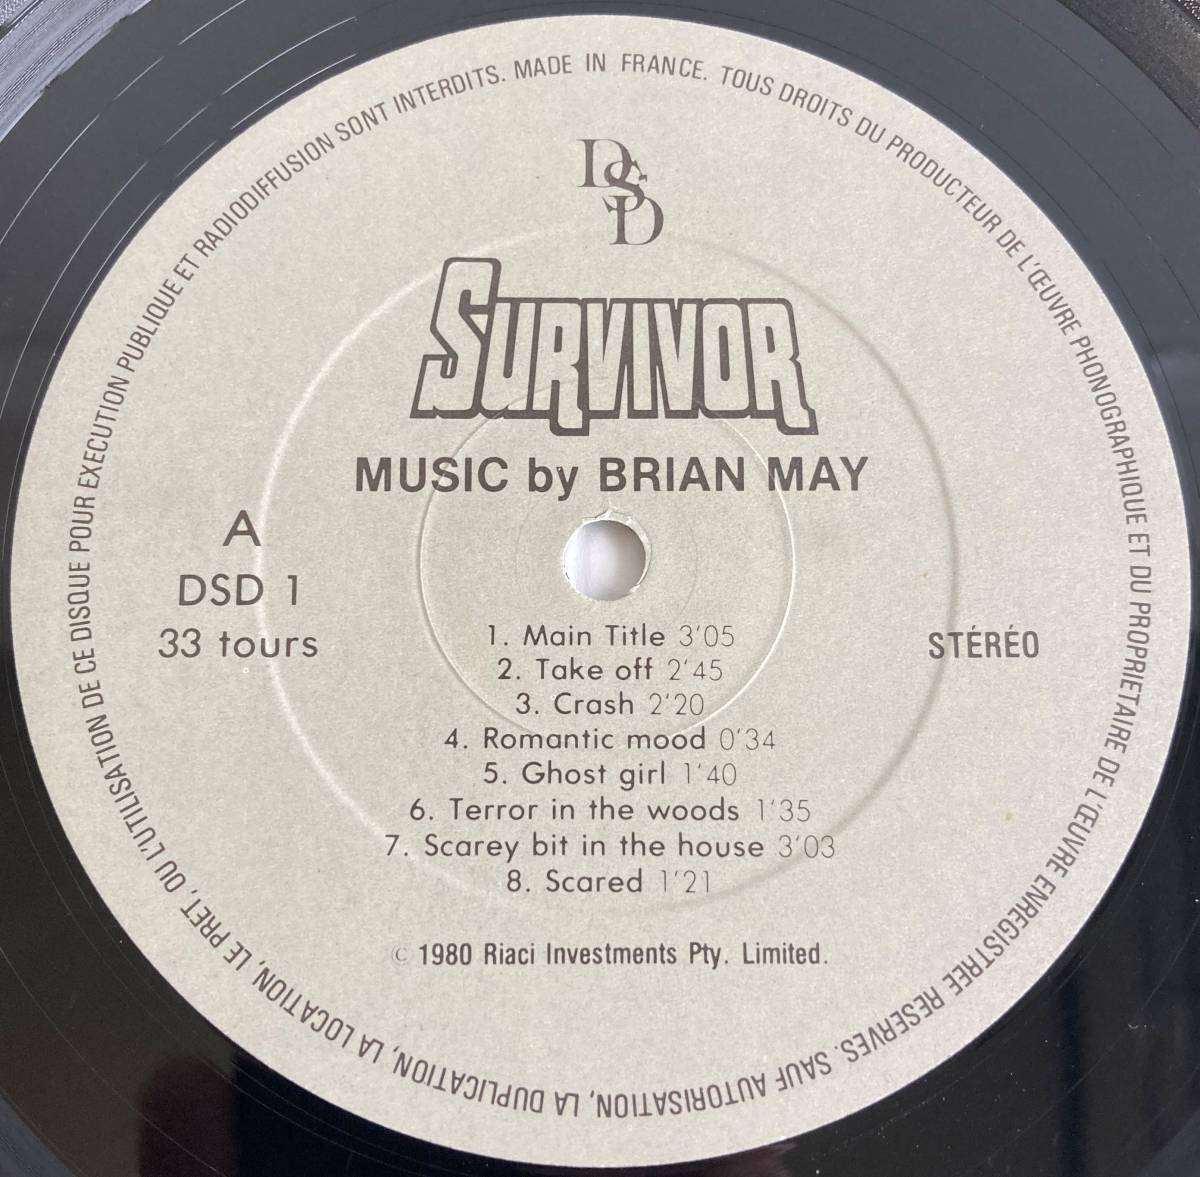 MADE IN FRANCE. TOUS DROITS DU PRODUCTEUR DE L'ŒUVRE PHONOGRAPHIQUE ET DU PROPRIETAIRE DE L'ŒUVRE ENREGISTREE RESERVES. SAUF AUTORISATION, LA DUPLICATION, LA LOCATION, LE PRET, OU L'UTILISATION DE CE DISQUE POUR EXECUTION PUBLIQUE ET RADIODIFFUSION SONT INTERDITS.
DSD
SURVIVOR
MUSIC by BRIAN MAY
A
DSD 1
33 tours
STÉRÉO
1. Main Title 3'05
2. Take off 2'45
3. Crash 2'20
4. Romantic mood 0'34
5. Ghost girl 1'40
6. Terror in the woods 1'35
7. Scarey bit in the house 3'03
8. Scared 1'21
© 1980 Riaci Investments Pty. Limited.